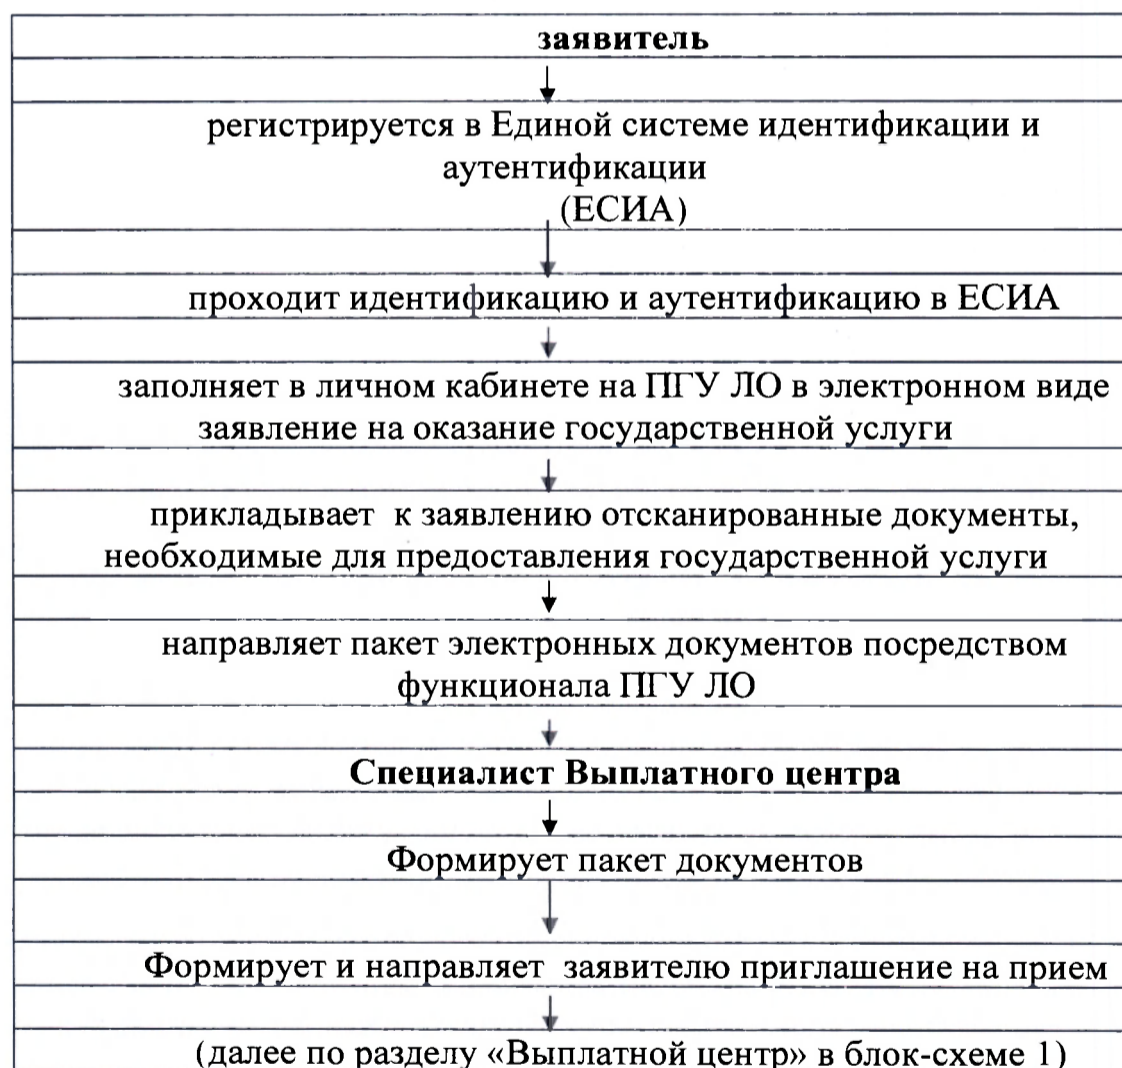 заявитель
регистрируется в Единой системе идентификации и
аутентификации
(ЕСИА)
проходит идентификацию и аутентификацию в ЕСИА
заполняет в личном кабинете на ПГУ ЛО в электронном виде
заявление на оказание государственной услуги
прикладывает к заявлению отсканированные документы,
необходимые для предоставления государственной услуги
направляет пакет электронных документов посредством
функционала ПГУ ЛО
Специалист Выплатного центра
Формирует пакет документов
Формирует и направляет заявителю приглашение на прием
(далее по разделу «Выплатной центр» в блок-схеме 1)